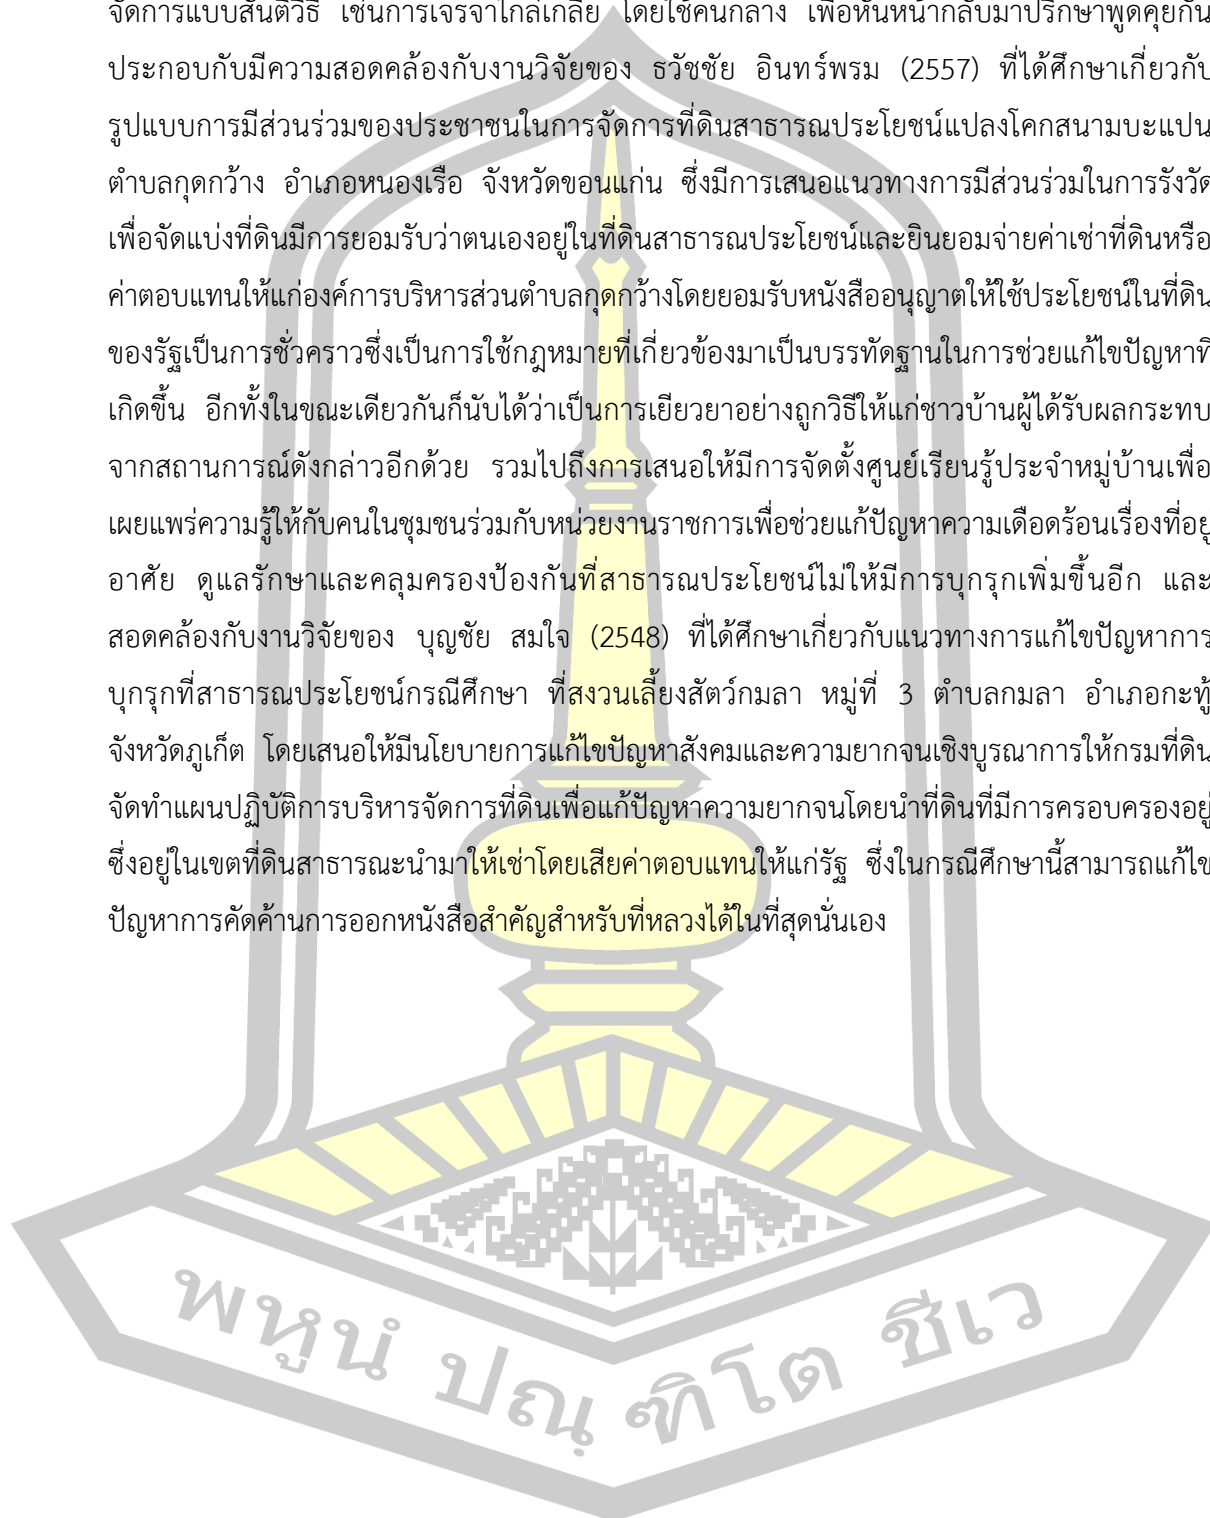 จัดการแบบสันติวิธี เช่นการเจรจาไกล่เกลี่ย โดยใช้คนกลาง เพื่อหันหน้ากลับมาปรึกษาพูดคุยกัน
ประกอบกับมีความสอดคล้องกับงานวิจัยของ ธวัชชัย อินทร์พรม (2557) ที่ได้ศึกษาเกี่ยวกับ
รูปแบบการมีส่วนร่วมของประชาชนในการจัดการที่ดินสาธารณประโยชน์แปลงโคกสนามบะแปน
ตำบลกุดกว้าง อำเภอหนองเรือ จังหวัดขอนแก่น ซึ่งมีการเสนอแนวทางการมีส่วนร่วมในการรังวัด
เพื่อจัดแบ่งที่ดินมีการยอมรับว่าตนเองอยู่ในที่ดินสาธารณประโยชน์และยินยอมจ่ายค่าเช่าที่ดินหรือ
ค่าตอบแทนให้แก่องค์การบริหารส่วนตำบลกุดกว้างโดยยอมรับหนังสืออนุญาตให้ใช้ประโยชน์ในที่ดิน
ของรัฐเป็นการชั่วคราวซึ่งเป็นการใช้กฎหมายที่เกี่ยวข้องมาเป็นบรรทัดฐานในการช่วยแก้ไขปัญหาที่
เกิดขึ้น อีกทั้งในขณะเดียวกันก็นับได้ว่าเป็นการเยียวยาอย่างถูกวิธีให้แก่ชาวบ้านผู้ได้รับผลกระทบ
จากสถานการณ์ดังกล่าวอีกด้วย รวมไปถึงการเสนอให้มีการจัดตั้งศูนย์เรียนรู้ประจำหมู่บ้านเพื่อ
เผยแพร่ความรู้ให้กับคนในชุมชนร่วมกับหน่วยงานราชการเพื่อช่วยแก้ปัญหาความเดือดร้อนเรื่องที่อยู่
อาศัย ดูแลรักษาและคลุมครองป้องกันที่สาธารณประโยชน์ไม่ให้มีการบุกรุกเพิ่มขึ้นอีก และ
สอดคล้องกับงานวิจัยของ บุญชัย สมใจ (2548) ที่ได้ศึกษาเกี่ยวกับแนวทางการแก้ไขปัญหาการ
บุกรุกที่สาธารณประโยชน์กรณีศึกษา ที่สงวนเลี้ยงสัตว์กมลา หมู่ที่ 3 ตำบลกมลา อำเภอกะทู้
จังหวัดภูเก็ต โดยเสนอให้มีนโยบายการแก้ไขปัญหาสังคมและความยากจนเชิงบูรณาการให้กรมที่ดิน
จัดทำแผนปฏิบัติการบริหารจัดการที่ดินเพื่อแก้ปัญหาความยากจนโดยนำที่ดินที่มีการครอบครองอยู่
ซึ่งอยู่ในเขตที่ดินสาธารณะนำมาให้เช่าโดยเสียค่าตอบแทนให้แก่รัฐ ซึ่งในกรณีศึกษานี้สามารถแก้ไข
ปัญหาการคัดค้านการออกหนังสือสำคัญสำหรับที่หลวงได้ในที่สุดนั่นเอง
พหูนํ ปณฺฑิโต ชีเว